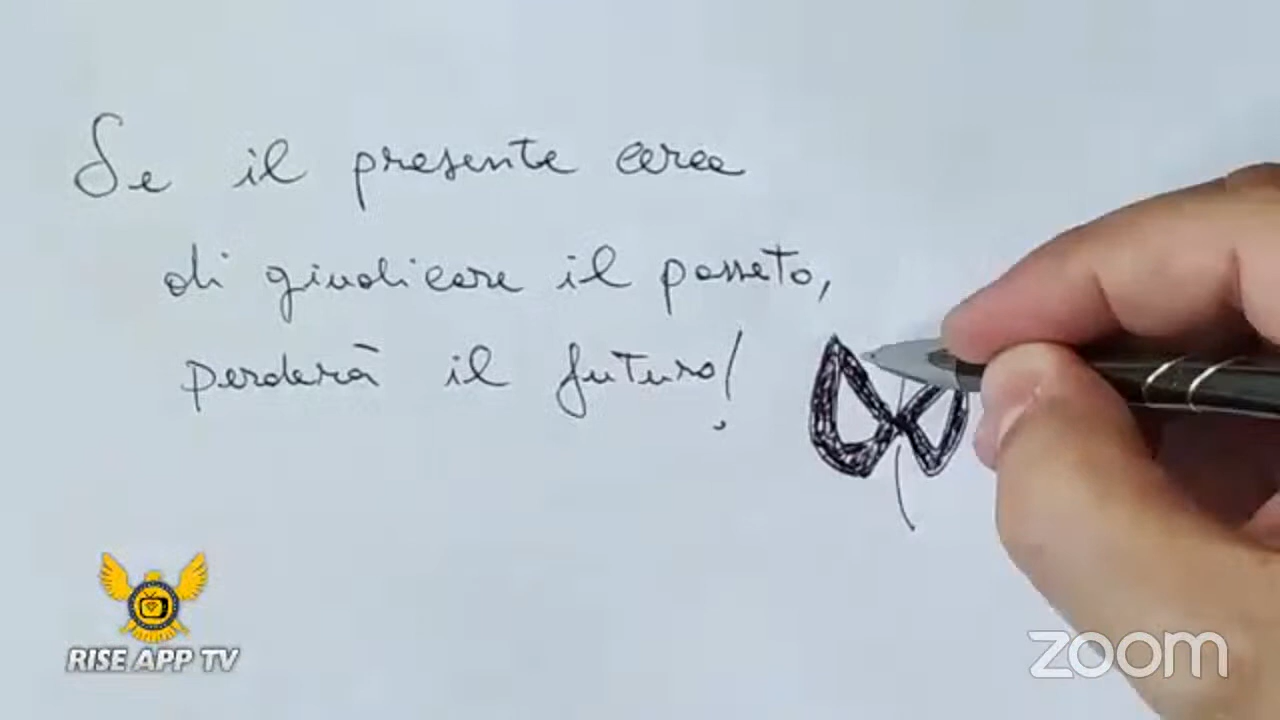 Se il presente cerca
di giudicare il passato,
perderà il futuro!
RISE APP TV
zoom